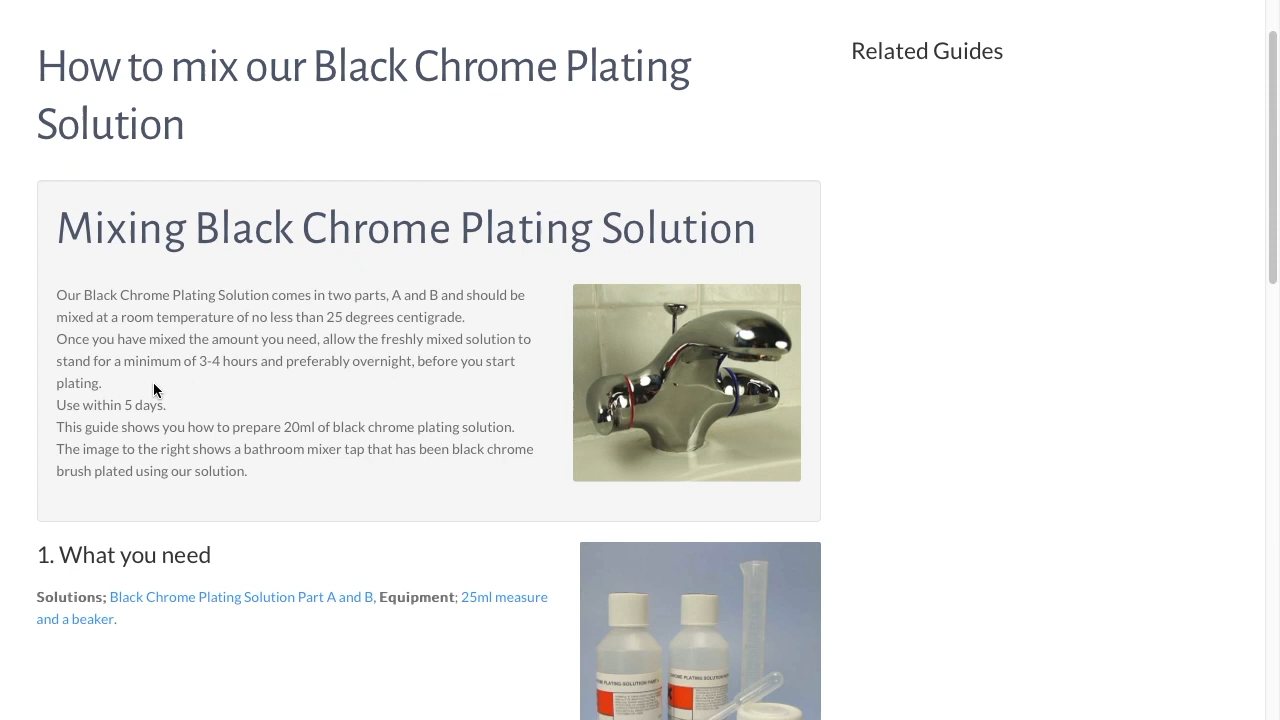 How to mix our Black Chrome Plating
Solution
Related Guides
Mixing Black Chrome Plating Solution
Our Black Chrome Plating Solution comes in two parts, A and B and should be
mixed at a room temperature of no less than 25 degrees centigrade.
Once you have mixed the amount you need, allow the freshly mixed solution to
stand for a minimum of 3-4 hours and preferably overnight, before you start
plating.
Use within 5 days.
This guide shows you how to prepare 20ml of black chrome plating solution.
The image to the right shows a bathroom mixer tap that has been black chrome
brush plated using our solution.
1. What you need
Solutions; Black Chrome Plating Solution Part A and B, Equipment; 25ml measure
and a beaker.